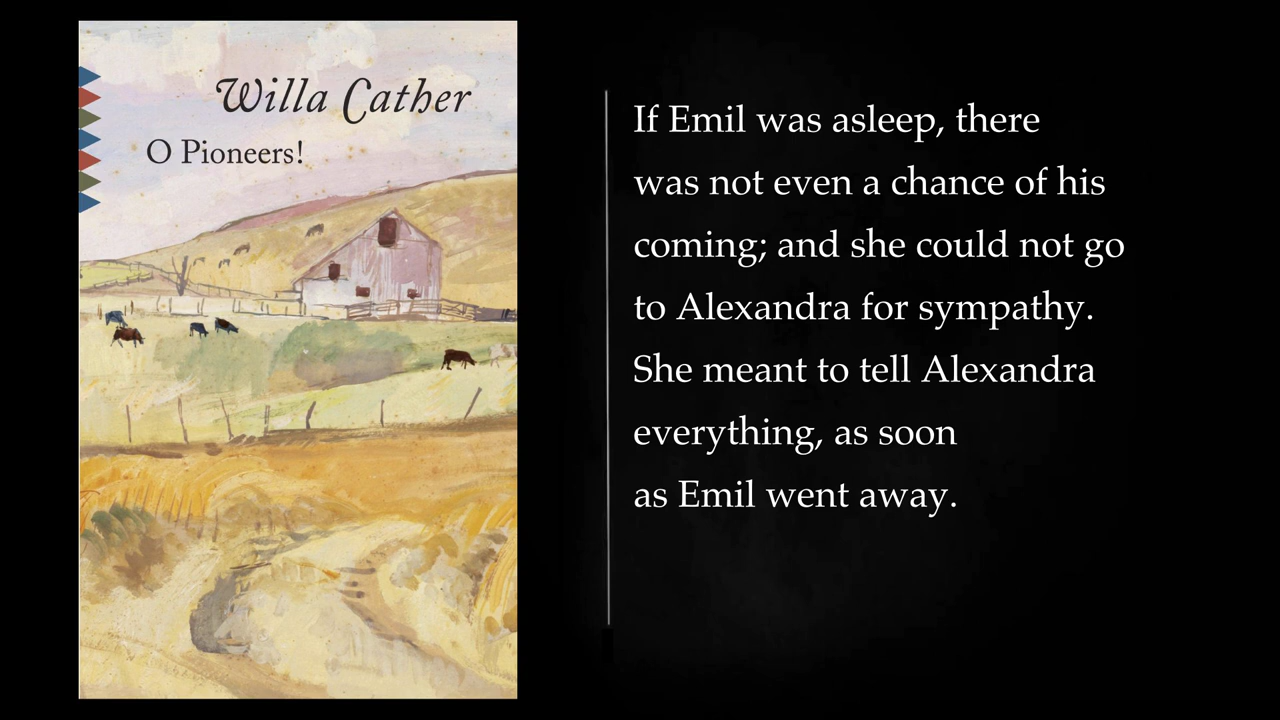 Willa Cather
O Pioneers!
If Emil was asleep, there
was not even a chance of his
coming; and she could not go
to Alexandra for sympathy.
She meant to tell Alexandra
everything, as soon
as Emil went away.